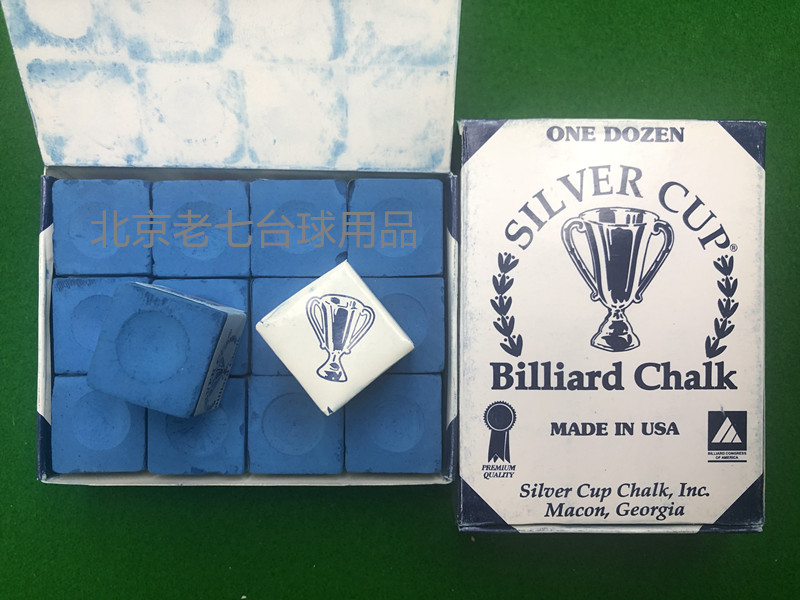 北京老七台球用品
ONE DOZEN
SILVER CUP®
Billiard Chalk
MADE IN USA
PREMIUM
QUALITY
BILLIARD CONGRESS
OF AMERICA
Silver Cup Chalk, Inc.
Macon, Georgia